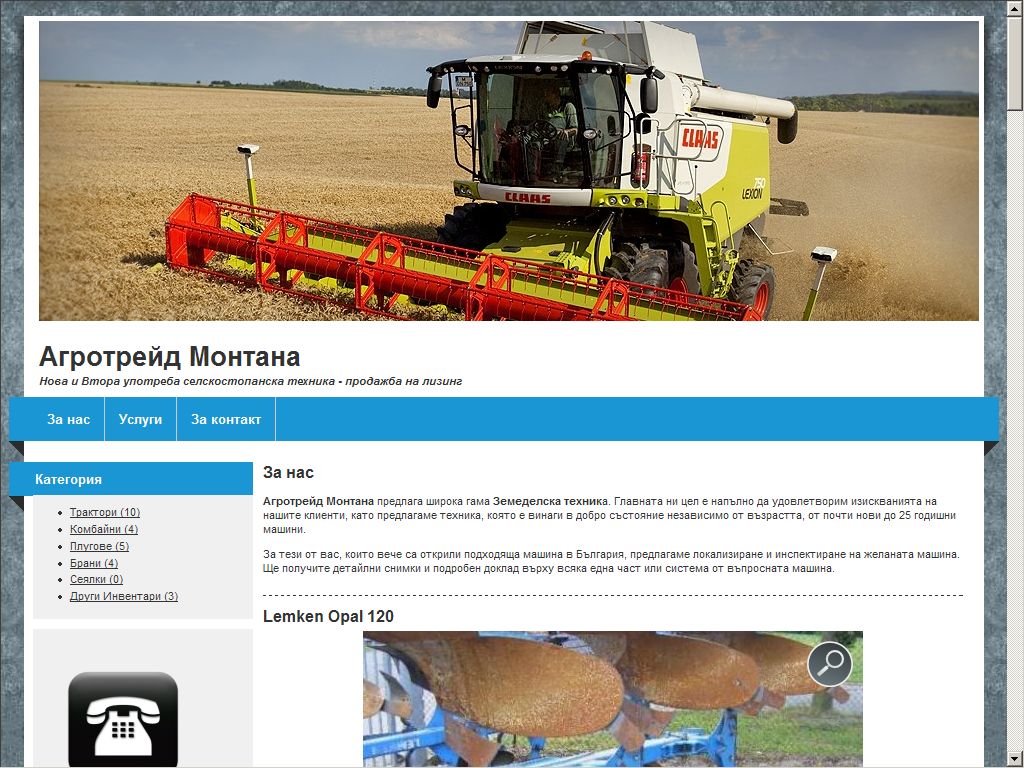 LEXION
CLAAS
CLAAS
750
LEXION
Агротрейд Монтана
Нова и Втора употреба селскостопанска техника - продажба на лизинг
За нас
Услуги
За контакт
Категория
Трактори (10)
Комбайни (4)
Плугове (5)
Брани (4)
Сеялки (0)
Други Инвентари (3)
За нас
Агротрейд Монтана предлага широка гама Земеделска техника. Главната ни цел е напълно да удовлетворим изискванията на
нашите клиенти, като предлагаме техника, която е винаги в добро състояние независимо от възрастта, от почти нови до 25 годишни
машини.
За тези от вас, които вече са открили подходяща машина в България, предлагаме локализиране и инспектиране на желаната машина.
Ще получите детайлни снимки и подробен доклад върху всяка една част или система от въпросната машина.
Lemken Opal 120
LEMKEN